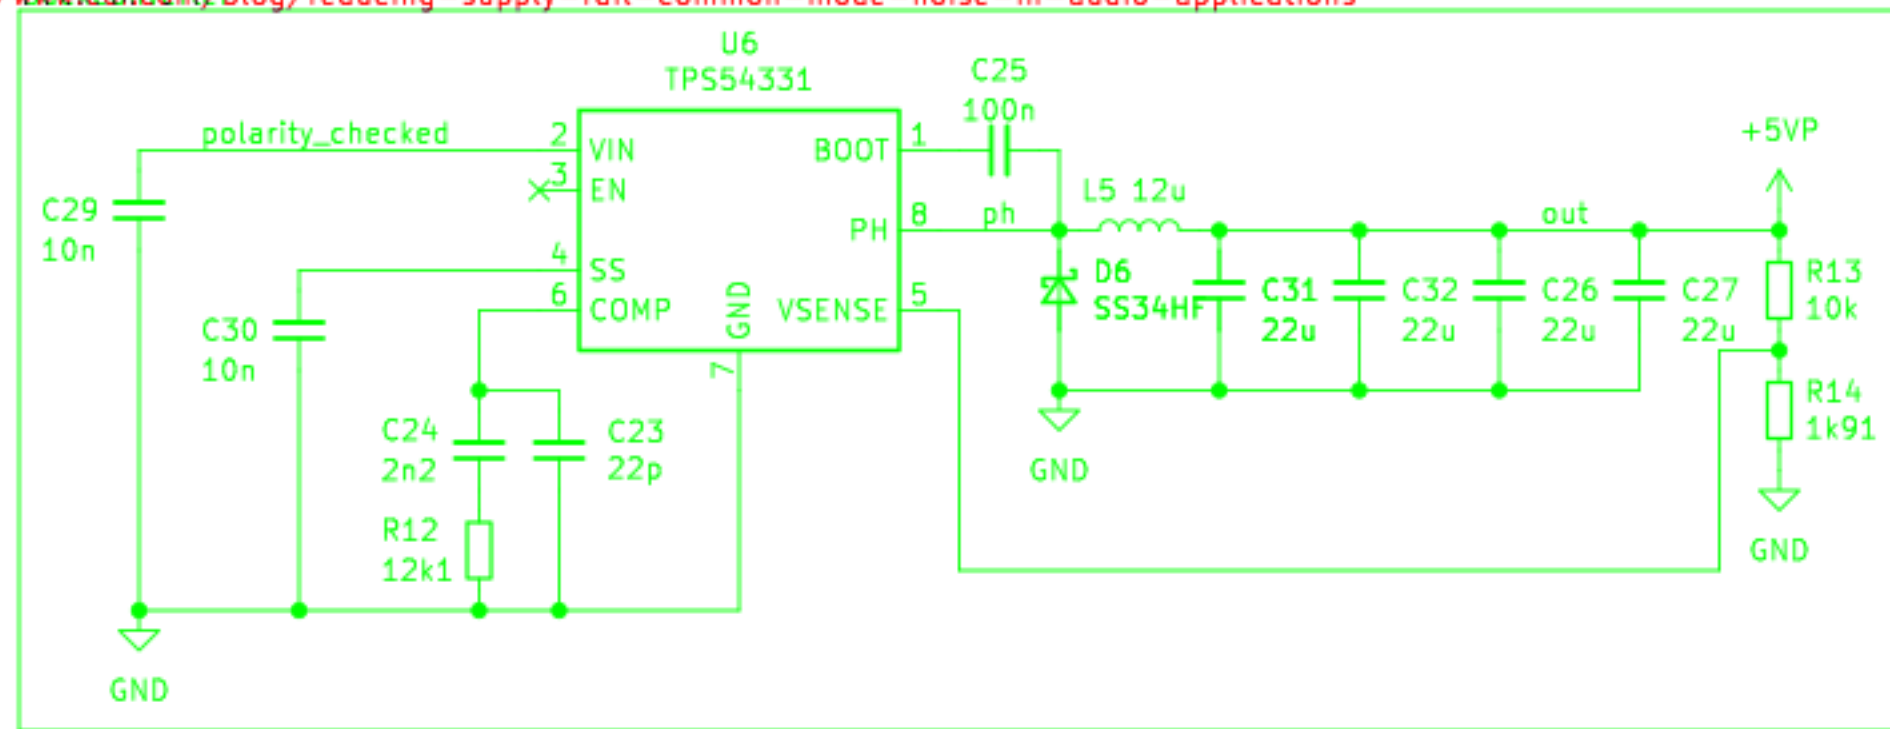 U6
TPS54331
C25
100n
+5VP
polarity_checked
2
VIN
BOOT
1
3
EN
L5 12u
C29
10n
PH
8
ph
out
4
SS
D6
SS34HF
C31
22u
C32
22u
C26
22u
C27
22u
R13
10k
6
COMP
GND
VSENSE
5
C30
10n
7
R14
1k91
C24
2n2
C23
22p
GND
R12
12k1
GND
GND